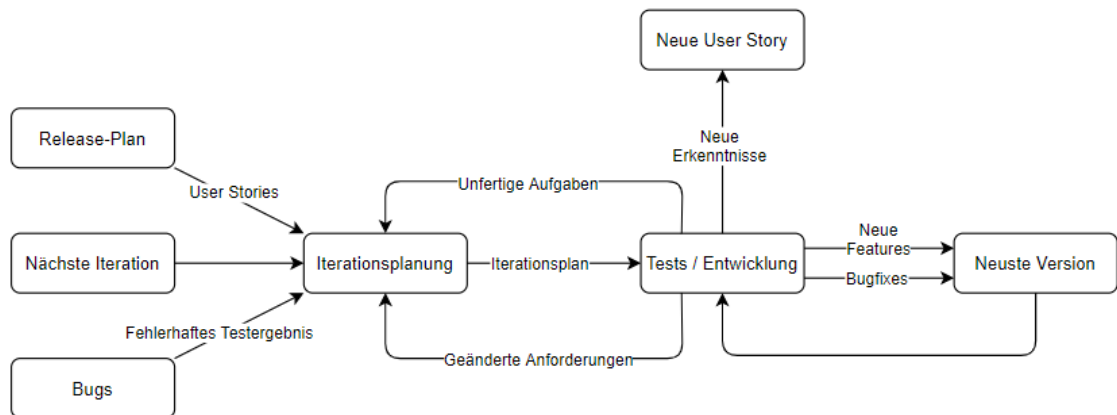 Neue User Story
Release-Plan
Neue
Erkenntnisse
User Stories
Unfertige Aufgaben
Nächste Iteration
Iterationsplanung
Iterationsplan
Tests / Entwicklung
Neue
Features
Bugfixes
Neuste Version
Fehlerhaftes Testergebnis
Geänderte Anforderungen
Bugs